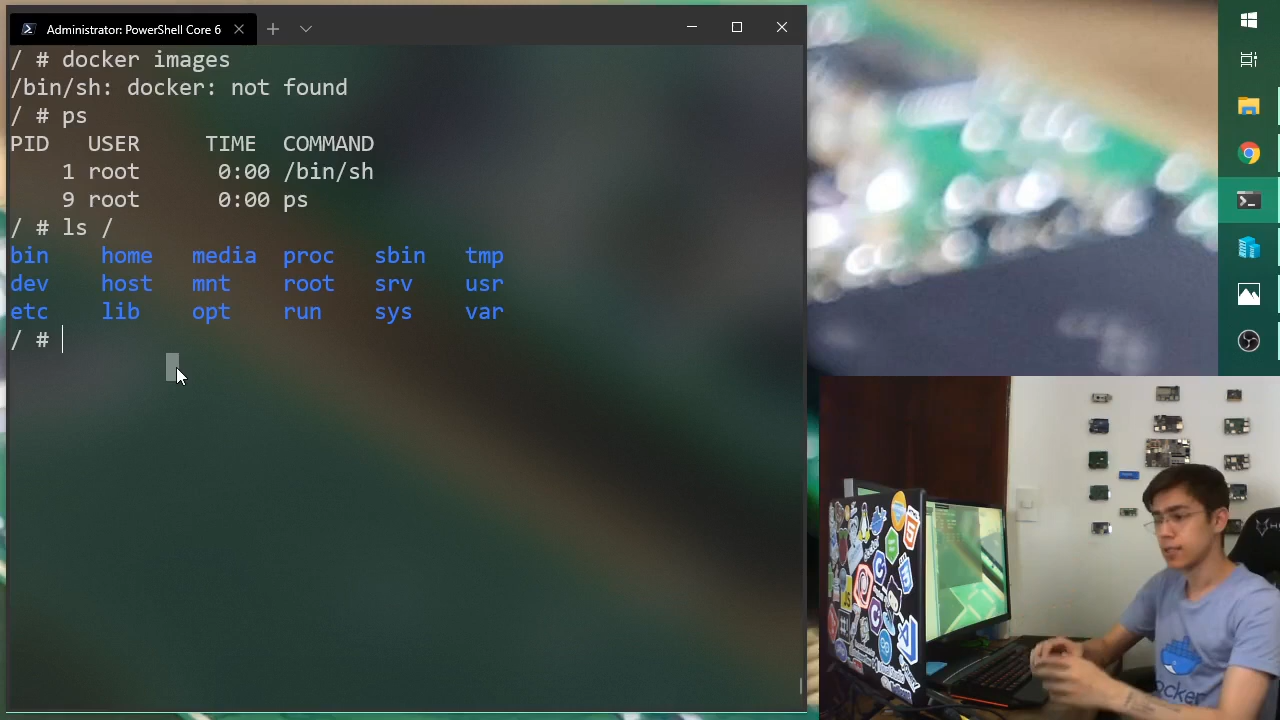 Administrator: PowerShell Core 6
/ # docker images
/bin/sh: docker: not found
/ # ps
PID   USER     TIME  COMMAND
    1 root      0:00 /bin/sh
    9 root      0:00 ps
/ # ls /
bin    home   media  proc   sbin   tmp
dev    host   mnt    root   srv    usr
etc    lib    opt    run    sys    var
/ #
JS
docker